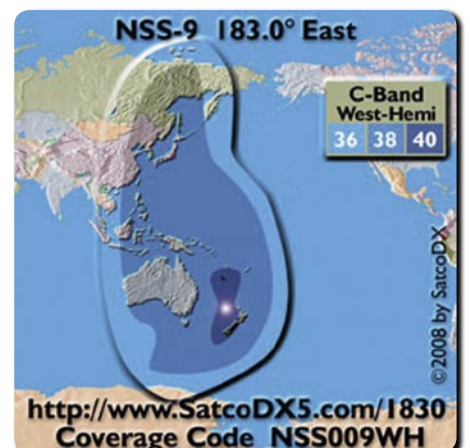 NSS-9 183.0° East
C-Band
West-Hemi
36 38 40
©2008 by SatcoDX
http://www.SatcoDX5.com/1830
Coverage Code NSS009WH